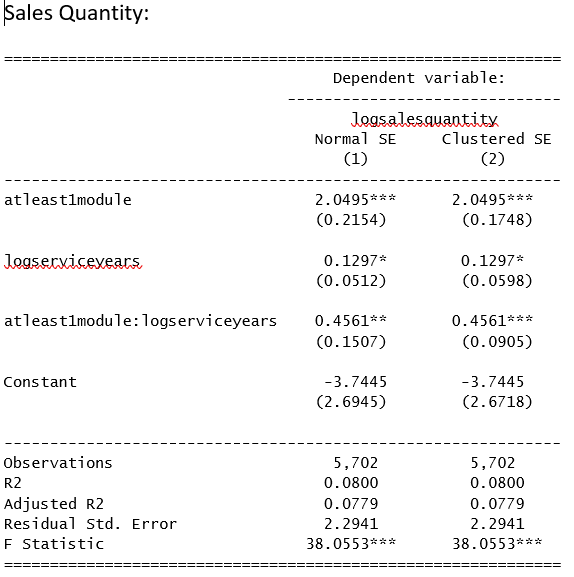 Sales Quantity:
==============================================================
Dependent variable:
------------------------------
logsalesquantity
Normal SE Clustered SE
(1) (2)
--------------------------------------------------------------
atleast1module 2.0495*** 2.0495***
(0.2154) (0.1748)
logserviceyears 0.1297* 0.1297*
(0.0512) (0.0598)
atleast1module:logserviceyears 0.4561** 0.4561***
(0.1507) (0.0905)
Constant -3.7445 -3.7445
(2.6945) (2.6718)
--------------------------------------------------------------
Observations 5,702 5,702
R2 0.0800 0.0800
Adjusted R2 0.0779 0.0779
Residual Std. Error 2.2941 2.2941
F Statistic 38.0553*** 38.0553***
==============================================================